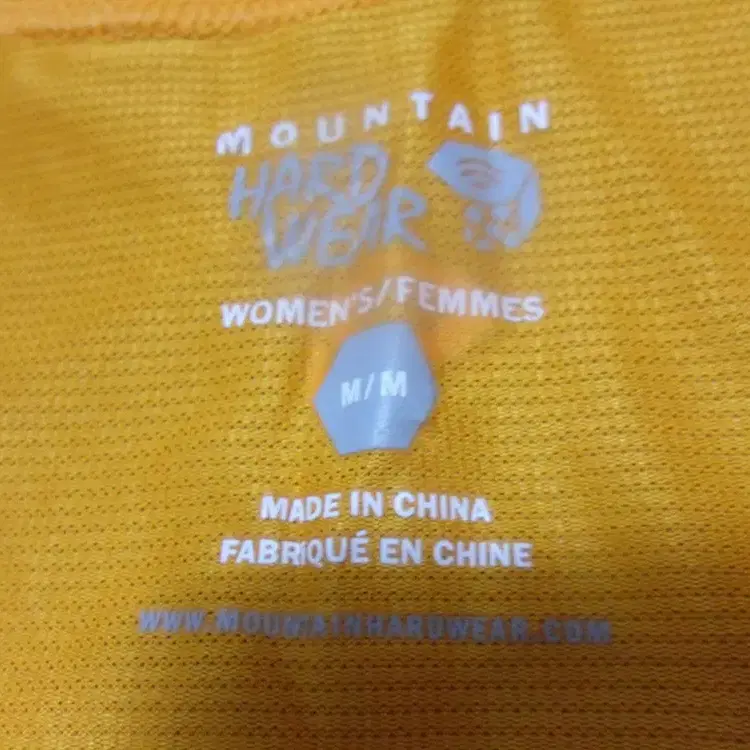 MOUNTAIN
HARD
WEAR
WOMEN'S/FEMMES
M/M
MADE IN CHINA
FABRIQUÉ EN CHINE
WWW.MOUNTAINHARDWEAR.COM